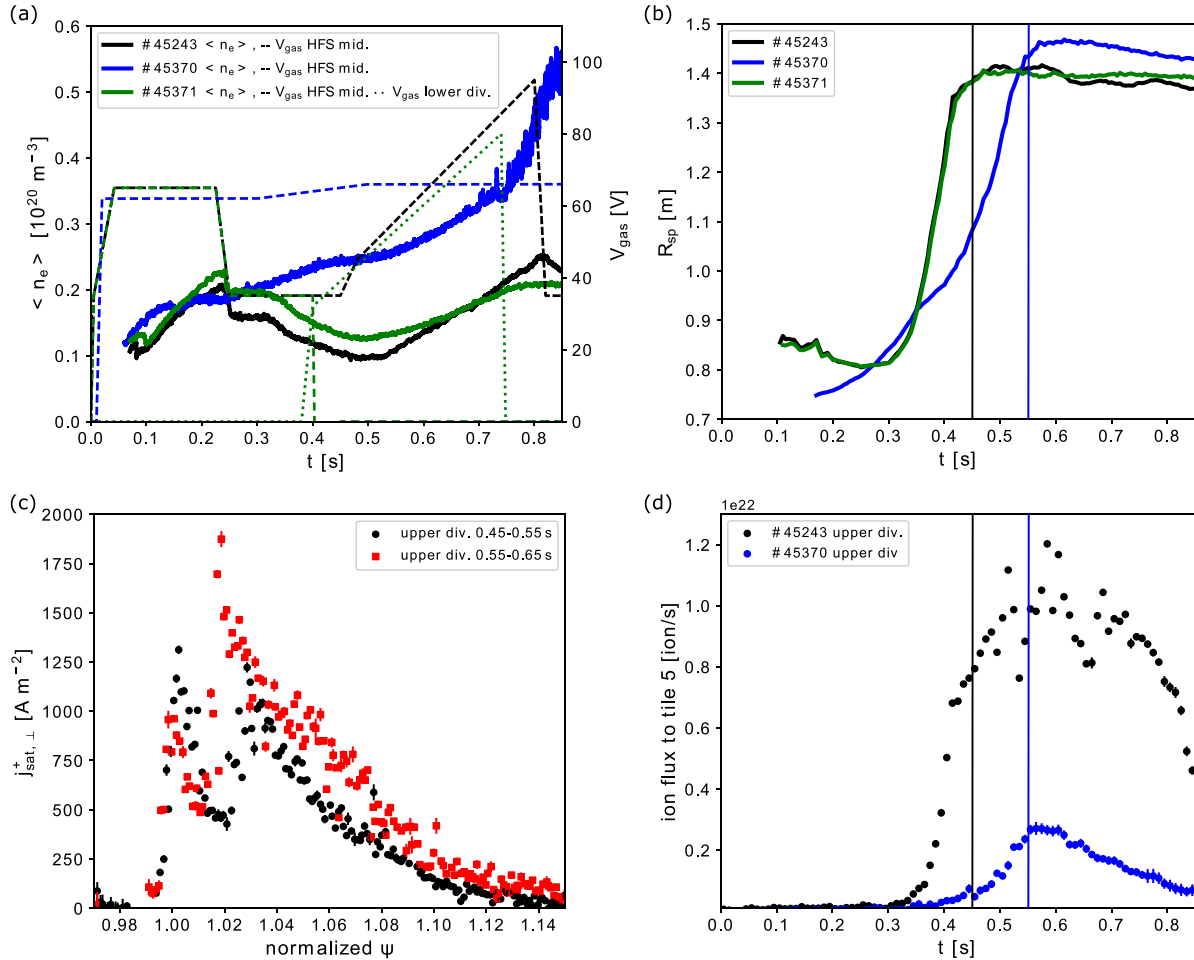 (a)
# 45243 < nₑ > , -- V_gas HFS mid.
# 45370 < nₑ > , -- V_gas HFS mid.
# 45371 < nₑ > , -- V_gas HFS mid. ·· V_gas lower div.
0.6
0.5
0.4
0.3
0.2
0.1
0.0
< nₑ > [10²⁰ m⁻³]
100
80
60
40
20
0
V_gas [V]
0.0 0.1 0.2 0.3 0.4 0.5 0.6 0.7 0.8
t [s]
(b)
# 45243
# 45370
# 45371
1.5
1.4
1.3
1.2
1.1
1.0
0.9
0.8
0.7
R_sp [m]
0.0 0.1 0.2 0.3 0.4 0.5 0.6 0.7 0.8
t [s]
(c)
upper div. 0.45-0.55 s
upper div. 0.55-0.65 s
2000
1750
1500
1250
1000
750
500
250
0
j⁺_sat, ⊥ [A m⁻²]
0.98 1.00 1.02 1.04 1.06 1.08 1.10 1.12 1.14
normalized ψ
(d)
1e22
# 45243 upper div.
# 45370 upper div
1.2
1.0
0.8
0.6
0.4
0.2
ion flux to tile 5 [ion/s]
0.0 0.1 0.2 0.3 0.4 0.5 0.6 0.7 0.8
t [s]